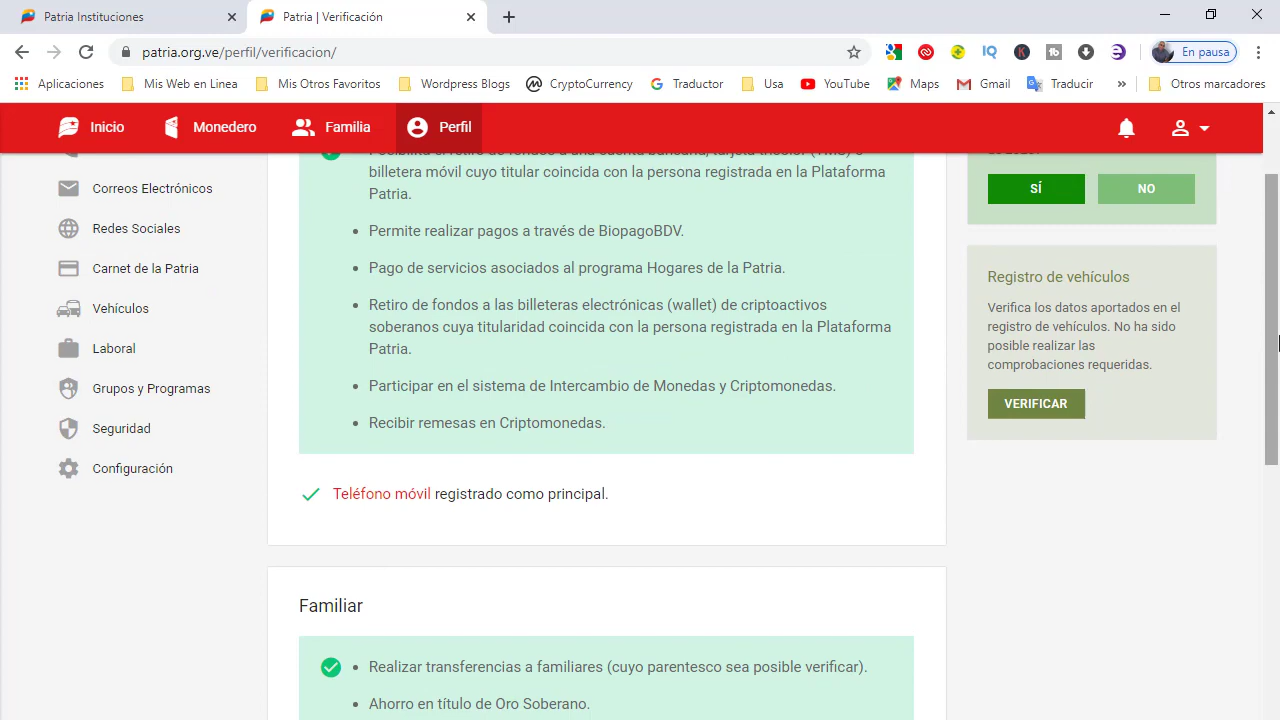 Patria Instituciones
Patria | Verificación
patria.org.ve/perfil/verificacion/
En pausa
Aplicaciones
Mis Web en Linea
Mis Otro Favoritos
Wordpress Blogs
CryptoCurrency
Traductor
Usa
YouTube
Maps
Gmail
Traducir
»
Otros marcadores
Inicio
Monedero
Familia
Perfil
Correos Electrónicos
Redes Sociales
Carnet de la Patria
Vehículos
Laboral
Grupos y Programas
Seguridad
Configuración
billetera móvil cuyo titular coincida con la persona registrada en la Plataforma
Patria.
• Permite realizar pagos a través de BiopagoBDV.
• Pago de servicios asociados al programa Hogares de la Patria.
• Retiro de fondos a las billeteras electrónicas (wallet) de criptoactivos
soberanos cuya titularidad coincida con la persona registrada en la Plataforma
Patria.
• Participar en el sistema de Intercambio de Monedas y Criptomonedas.
• Recibir remesas en Criptomonedas.
Teléfono móvil registrado como principal.
Familiar
• Realizar transferencias a familiares (cuyo parentesco sea posible verificar).
• Ahorro en título de Oro Soberano.
SÍ
NO
Registro de vehículos
Verifica los datos aportados en el
registro de vehículos. No ha sido
posible realizar las
comprobaciones requeridas.
VERIFICAR